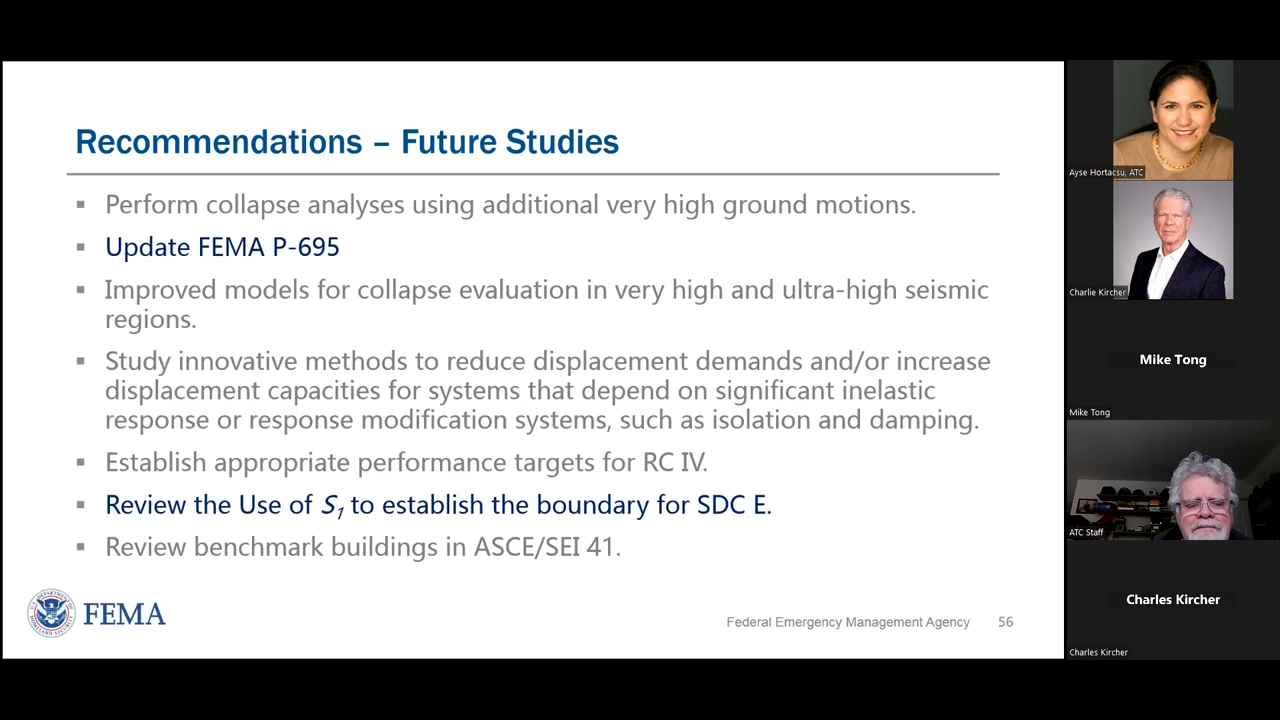 Recommendations – Future Studies
▪ Perform collapse analyses using additional very high ground motions.
▪ Update FEMA P-695
▪ Improved models for collapse evaluation in very high and ultra-high seismic
regions.
▪ Study innovative methods to reduce displacement demands and/or increase
displacement capacities for systems that depend on significant inelastic
response or response modification systems, such as isolation and damping.
▪ Establish appropriate performance targets for RC IV.
▪ Review the Use of S1 to establish the boundary for SDC E.
▪ Review benchmark buildings in ASCE/SEI 41.
FEMA
Federal Emergency Management Agency 56
Ayse Hortacsu, ATC
Charlie Kircher
Mike Tong
Mike Tong
ATC Staff
Charles Kircher
Charles Kircher